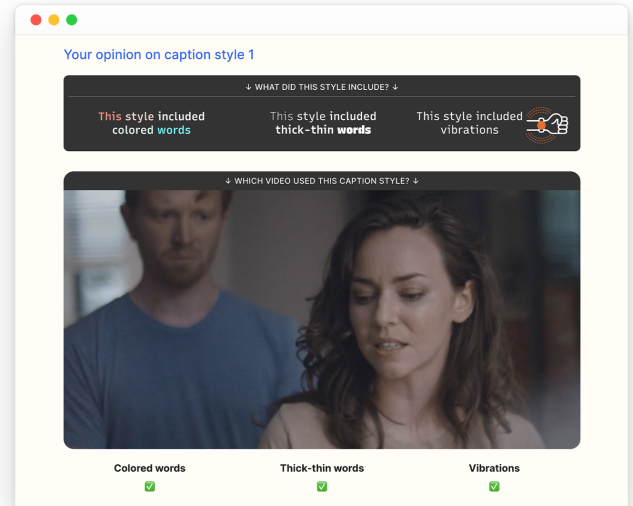 Your opinion on caption style 1
↓ WHAT DID THIS STYLE INCLUDE? ↓
This style included
colored words
This style included
thick-thin words
This style included
vibrations
↓ WHICH VIDEO USED THIS CAPTION STYLE? ↓
Colored words
Thick-thin words
Vibrations